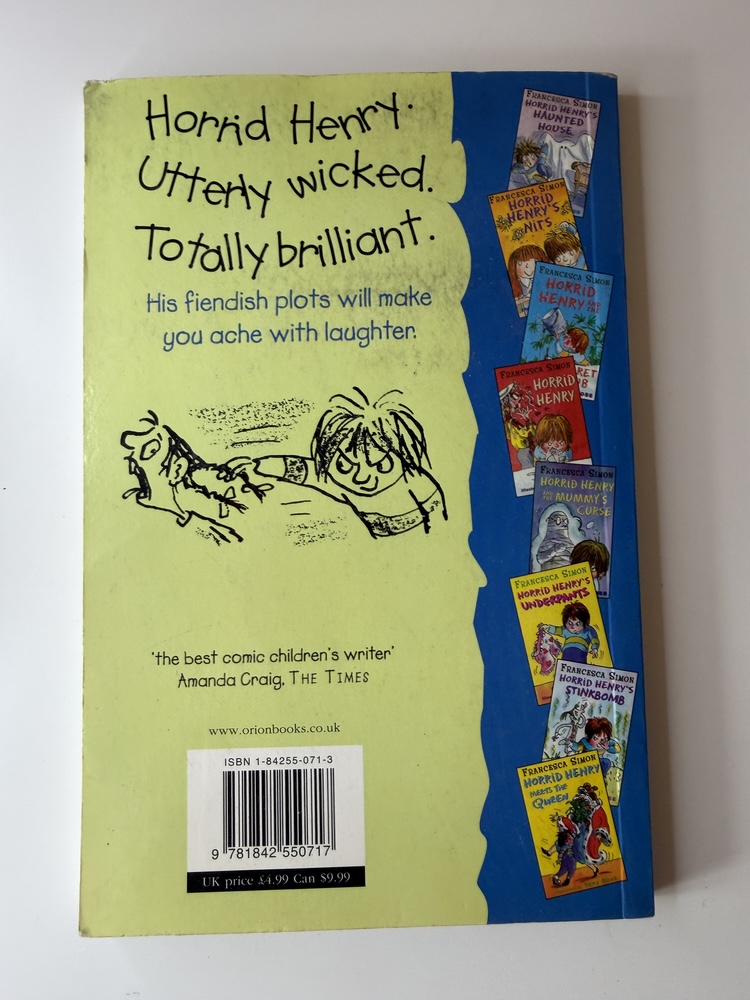 Horrid Henry.
Utterly wicked.
Totally brilliant.
His fiendish plots will make
you ache with laughter.
'the best comic children's writer'
Amanda Craig, THE TIMES
www.orionbooks.co.uk
ISBN 1-84255-071-3
9 781842 550717
UK price £4.99 Can $9.99
FRANCESCA SIMON
HORRID HENRY'S
HAUNTED
HOUSE
FRANCESCA SIMON
HORRID
HENRY'S
NITS
FRANCESCA SIMON
HORRID
HENRY AND THE
FRANCESCA SIMON
HORRID
HENRY
FRANCESCA SIMON
HORRID HENRY
AND THE MUMMY'S
CURSE
FRANCESCA SIMON
HORRID HENRY'S
UNDERPANTS
FRANCESCA SIMON
HORRID HENRY'S
STINKBOMB
FRANCESCA SIMON
HORRID HENRY
MEETS THE
QUEEN